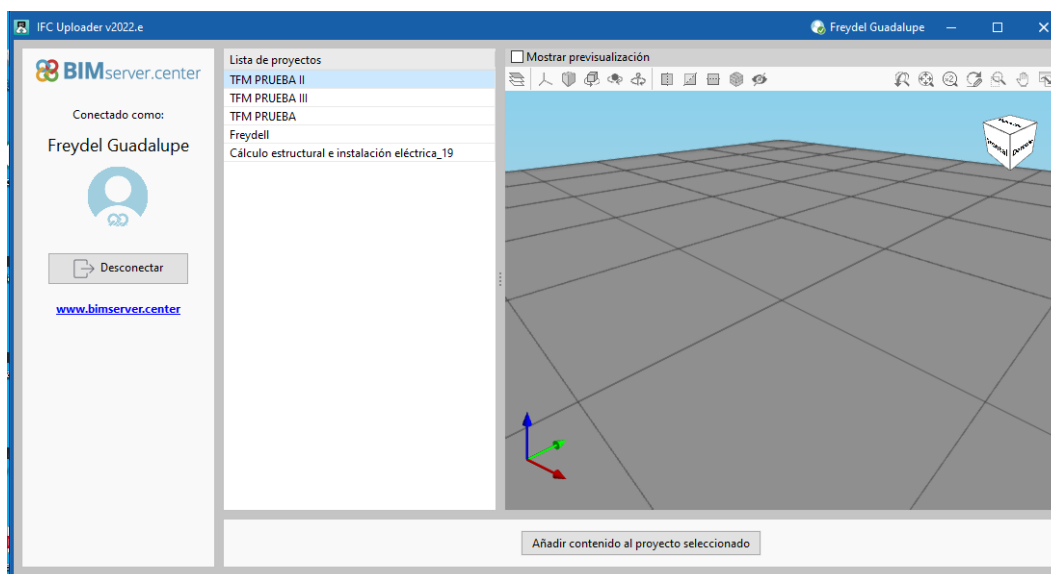 IFC Uploader v2022.e
Freydel Guadalupe
BIMserver.center
Conectado como:
Freydel Guadalupe
Desconectar
www.bimserver.center
Lista de proyectos
TFM PRUEBA II
TFM PRUEBA III
TFM PRUEBA
Freydell
Cálculo estructural e instalación eléctrica_19
Mostrar previsualización
Frontal
Añadir contenido al proyecto seleccionado